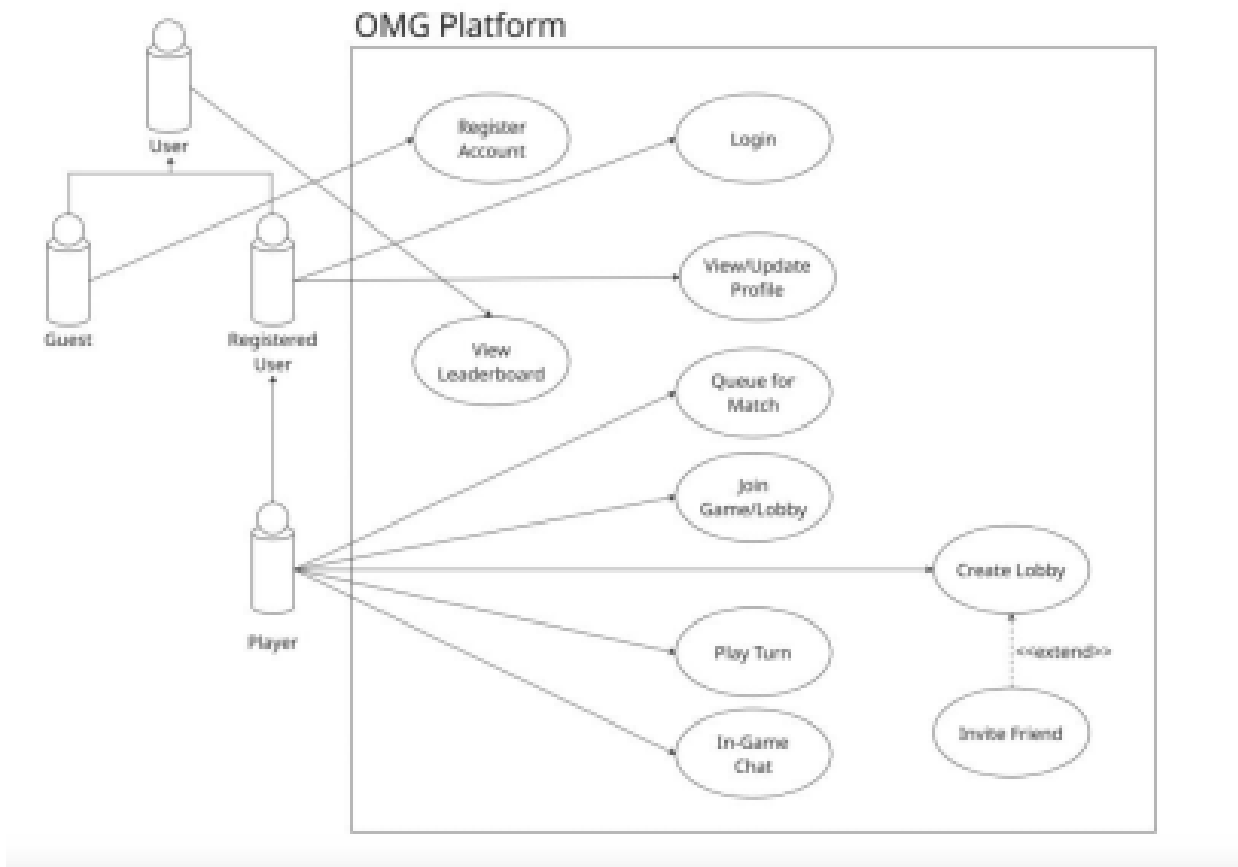 OMG Platform
User
Register
Account
Login
Guest
Registered
User
View/Update
Profile
View
Leaderboard
Queue for
Match
Join
Game/Lobby
Create Lobby
Player
Play Turn
<<extend>>
In-Game
Chat
Invite Friend